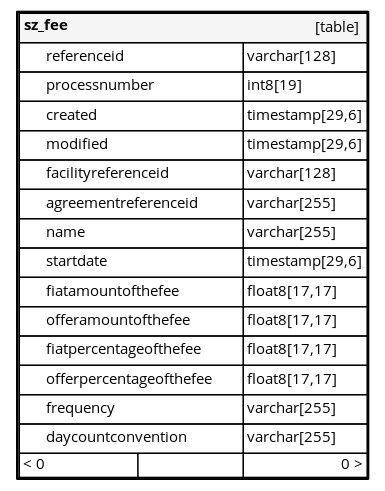 sz_fee [table]
referenceid varchar[128]
processnumber int8[19]
created timestamp[29,6]
modified timestamp[29,6]
facilityreferenceid varchar[128]
agreementreferenceid varchar[255]
name varchar[255]
startdate timestamp[29,6]
fiatamountofthefee float8[17,17]
offeramountofthefee float8[17,17]
fiatpercentageofthefee float8[17,17]
offerpercentageofthefee float8[17,17]
frequency varchar[255]
daycountconvention varchar[255]
< 0 0 >